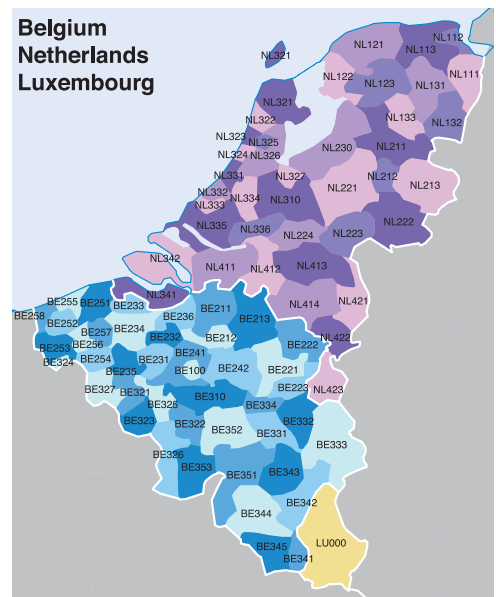 Belgium
Netherlands
Luxembourg
NL112
NL121
NL113
NL321
NL111
NL122
NL123
NL131
NL321
NL133
NL132
NL322
NL323
NL325
NL230
NL211
NL324
NL326
NL331
NL327
NL212
NL213
NL332
NL334
NL310
NL221
NL333
NL335
NL336
NL224
NL223
NL222
NL342
NL411
NL412
NL413
NL341
NL421
NL414
BE255
BE251
BE233
BE211
BE258
BE252
BE236
BE213
BE257
BE234
BE253
BE256
BE232
BE212
BE222
NL422
BE324
BE254
BE231
BE241
BE235
BE100
BE242
BE221
BE327
BE321
BE223
NL423
BE325
BE310
BE334
BE323
BE322
BE352
BE331
BE332
BE333
BE326
BE353
BE351
BE343
BE344
BE342
BE345
LU000
BE341